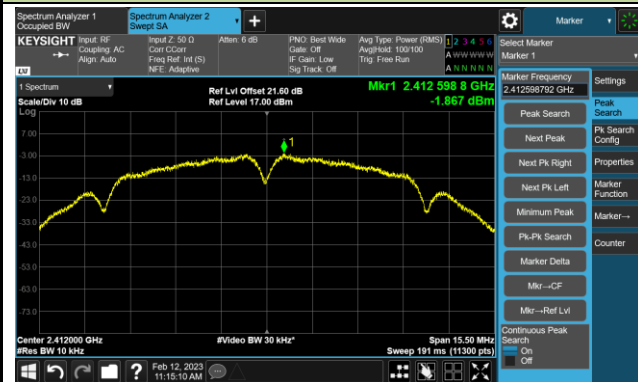 Spectrum Analyzer 1
Occupied BW
Spectrum Analyzer 2
Swept SA
Marker
KEYSIGHT
Input: RF
Coupling: AC
Align: Auto
Input Z: 50 Ω
Corr CCorr
Freq Ref: Int (S)
NFE: Adaptive
Atten: 6 dB
PNO: Best Wide
Gate: Off
IF Gain: Low
Sig Track: Off
Avg Type: Power (RMS)
Avg|Hold: 100/100
Trig: Free Run
1 2 3 4 5 6
A W W W W W
A N N N N N
LXI
Select Marker
Marker 1
1 Spectrum
Scale/Div 10 dB
Log
Ref Lvl Offset 21.60 dB
Ref Level 17.00 dBm
Mkr1 2.412 598 8 GHz
-1.867 dBm
7.00
-3.00
-13.0
-23.0
-33.0
-43.0
-53.0
-63.0
-73.0
1
Center 2.412000 GHz
#Res BW 10 kHz
#Video BW 30 kHz*
Span 15.50 MHz
Sweep 191 ms (11300 pts)
Marker Frequency
2.412598792 GHz
Peak Search
Next Peak
Next Pk Right
Next Pk Left
Minimum Peak
Pk-Pk Search
Marker Delta
Mkr→CF
Mkr→Ref Lvl
Continuous Peak
Search
On
Off
Settings
Peak
Search
Pk Search
Config
Properties
Marker
Function
Marker→
Counter
?
Feb 12, 2023
11:15:10 AM